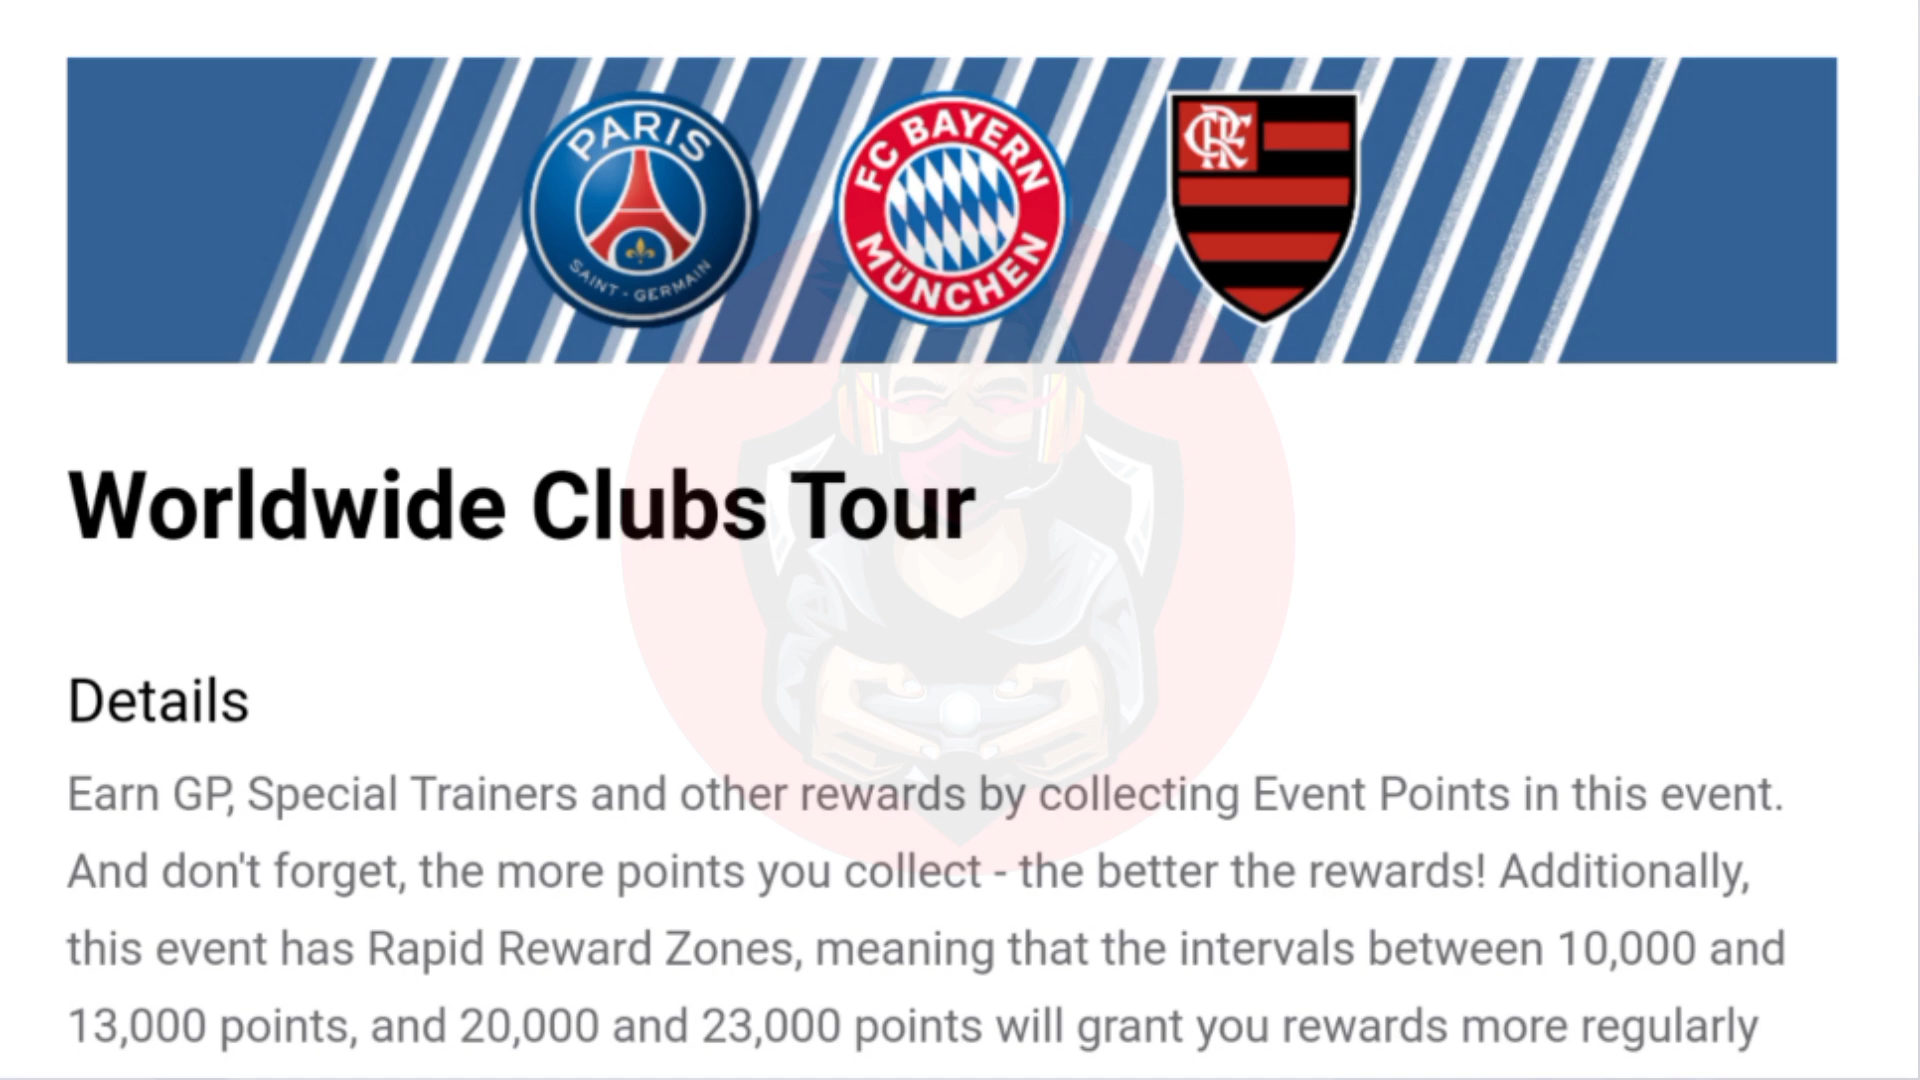 PARIS
SAINT-GERMAIN
FC BAYERN
MÜNCHEN
CRF
Worldwide Clubs Tour
Details
Earn GP, Special Trainers and other rewards by collecting Event Points in this event.
And don't forget, the more points you collect - the better the rewards! Additionally,
this event has Rapid Reward Zones, meaning that the intervals between 10,000 and
13,000 points, and 20,000 and 23,000 points will grant you rewards more regularly